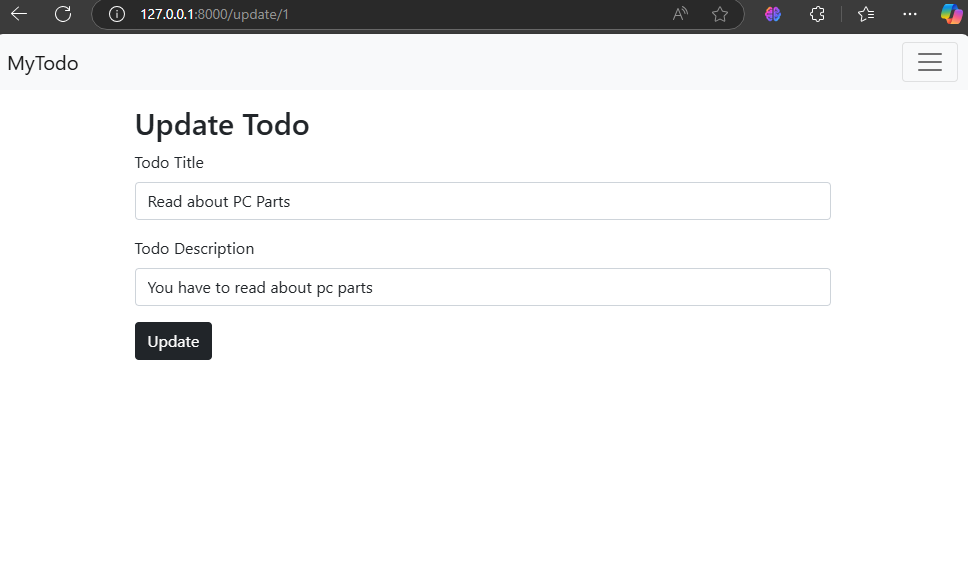 127.0.0.1:8000/update/1
MyTodo
Update Todo
Todo Title
Read about PC Parts
Todo Description
You have to read about pc parts
Update